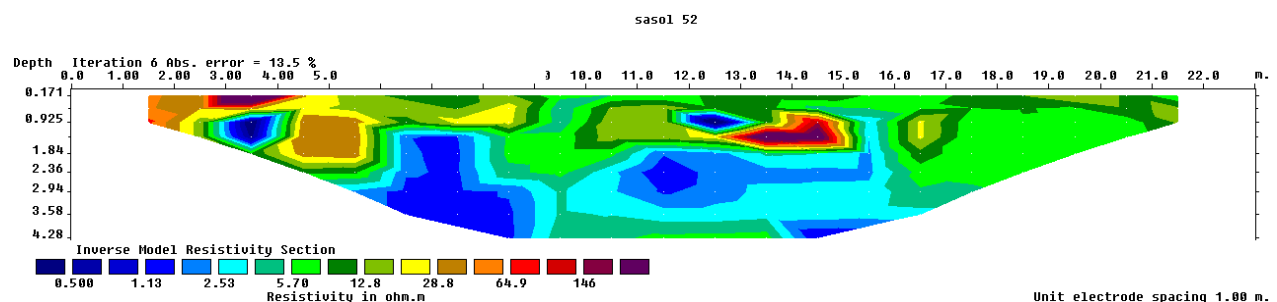 sasol 52
Depth Iteration 6 Abs. error = 13.5 %
0.0 1.00 2.00 3.00 4.00 5.0 10.0 11.0 12.0 13.0 14.0 15.0 16.0 17.0 18.0 19.0 20.0 21.0 22.0 m.
0.171
0.925
1.84
2.36
2.94
3.58
4.28
Inverse Model Resistivity Section
0.500 1.13 2.53 5.70 12.8 28.8 64.9 146
Resistivity in ohm.m
Unit electrode spacing 1.00 m.